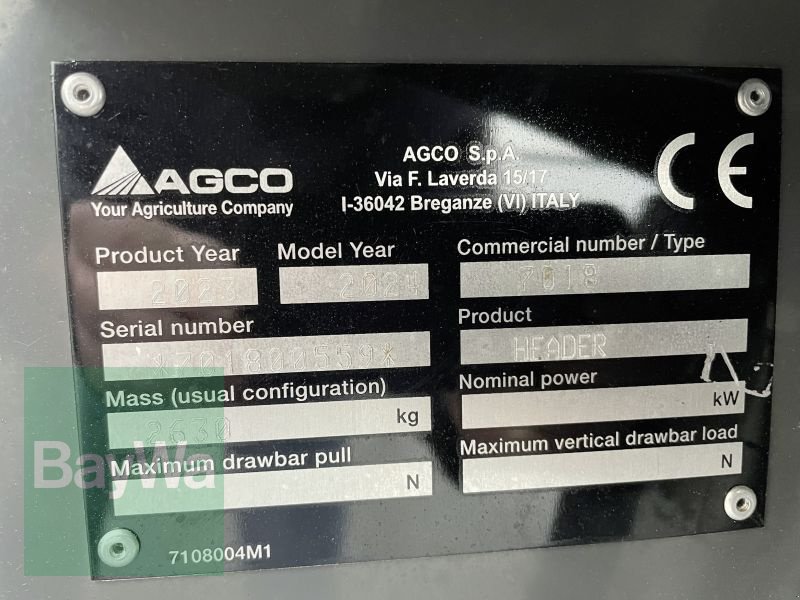 AGCO
Your Agriculture Company
AGCO S.p.A.
Via F. Laverda 15/17
I-36042 Breganze (VI) ITALY
CE
Product Year
2023
Model Year
2024
Commercial number / Type
7018
Serial number
*701800559*
Product
HEADER
Mass (usual configuration)
2630 kg
Nominal power
kW
Maximum drawbar pull
N
Maximum vertical drawbar load
N
7108004M1
BayWa